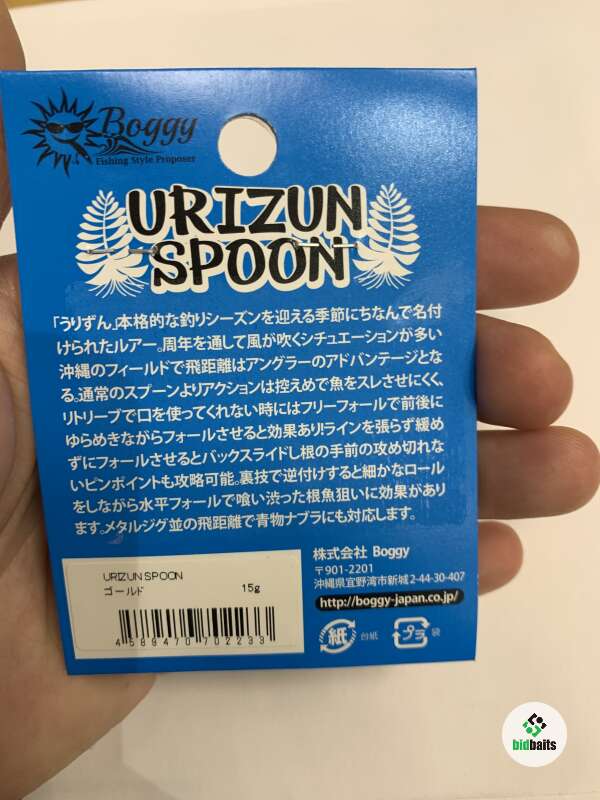 Boggy
Fishing Style Proposer
URIZUN
SPOON
「うりずん」本格的な釣りシーズンを迎える季節にちなんで名付
けられたルアー。周年を通して風が吹くシチュエーションが多い
沖縄のフィールドで飛距離はアングラーのアドバンテージとな
る。通常のスプーンよりアクションは控えめで魚をスレさせにくく、
リトリーブで口を使ってくれない時にはフリーフォールで前後に
ゆらめきながらフォールさせると効果あり!ラインを張らず緩め
ずにフォールさせるとバックスライドし根の手前の攻め切れな
いピンポイントも攻略可能。裏技で逆付けすると細かなロール
をしながら水平フォールで喰い渋った根魚狙いに効果があり
ます。メタルジグ並の飛距離で青物ナブラにも対応します。
URIZUN SPOON
ゴールド 15g
4589470702233
株式会社 Boggy
〒901-2201
沖縄県宜野湾市新城2-44-30-407
http://boggy-japan.co.jp/
紙 台紙 プラ 袋
bidbaits